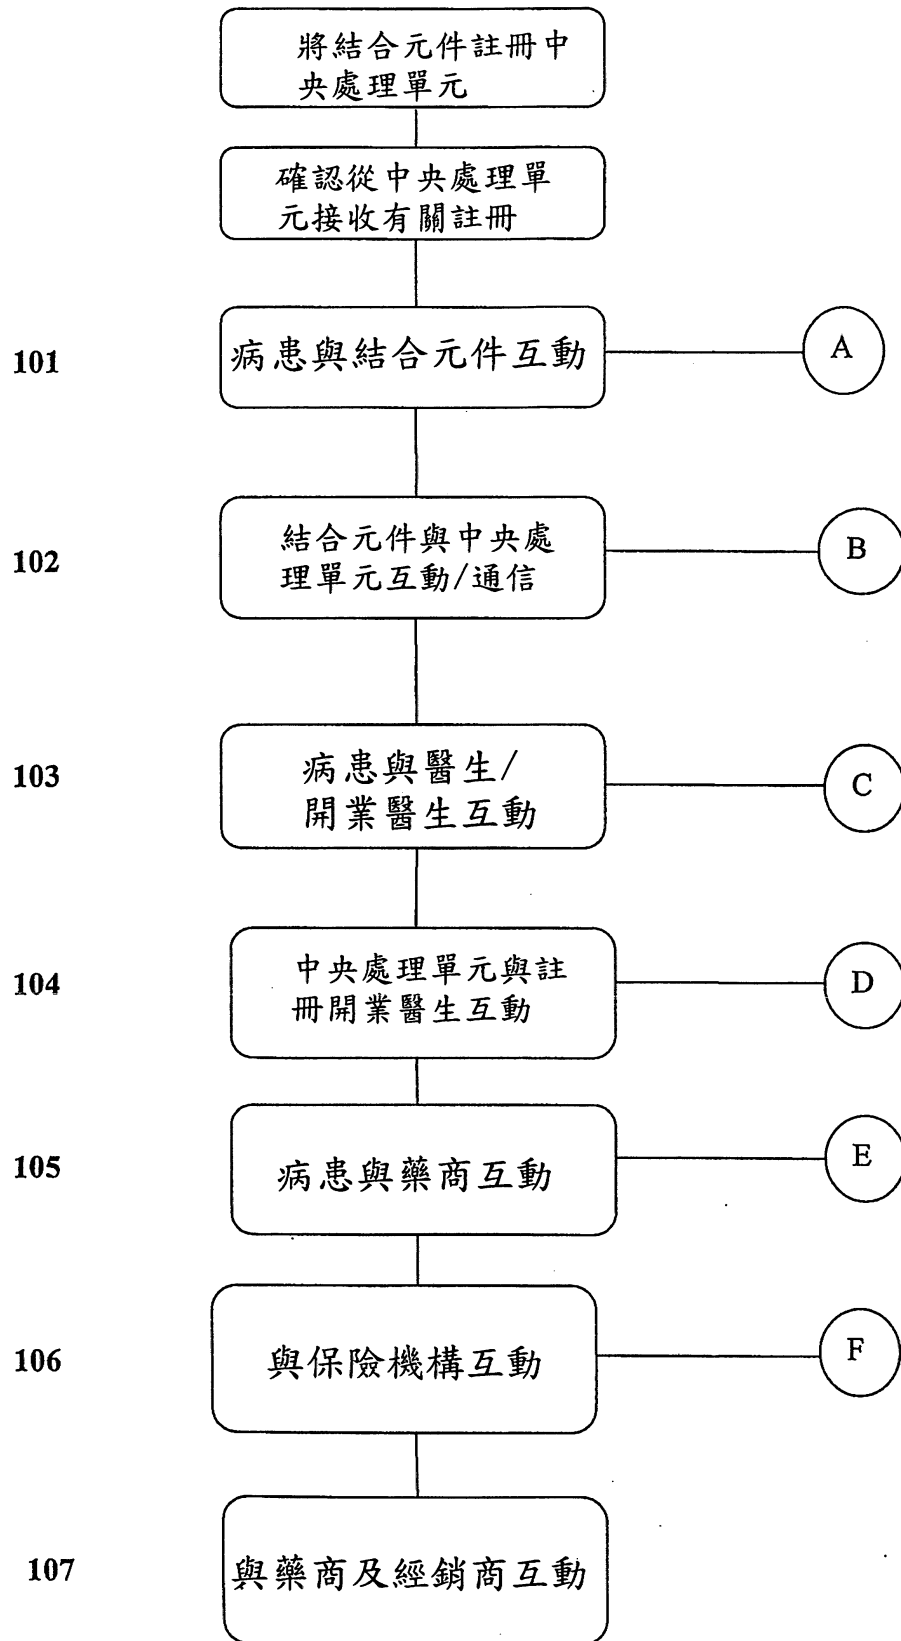 將結合元件註冊中
央處理單元
確認從中央處理單
元接收有關註冊
101
病患與結合元件互動
A
102
結合元件與中央處
理單元互動/通信
B
103
病患與醫生/
開業醫生互動
C
104
中央處理單元與註
冊開業醫生互動
D
105
病患與藥商互動
E
106
與保險機構互動
F
107
與藥商及經銷商互動